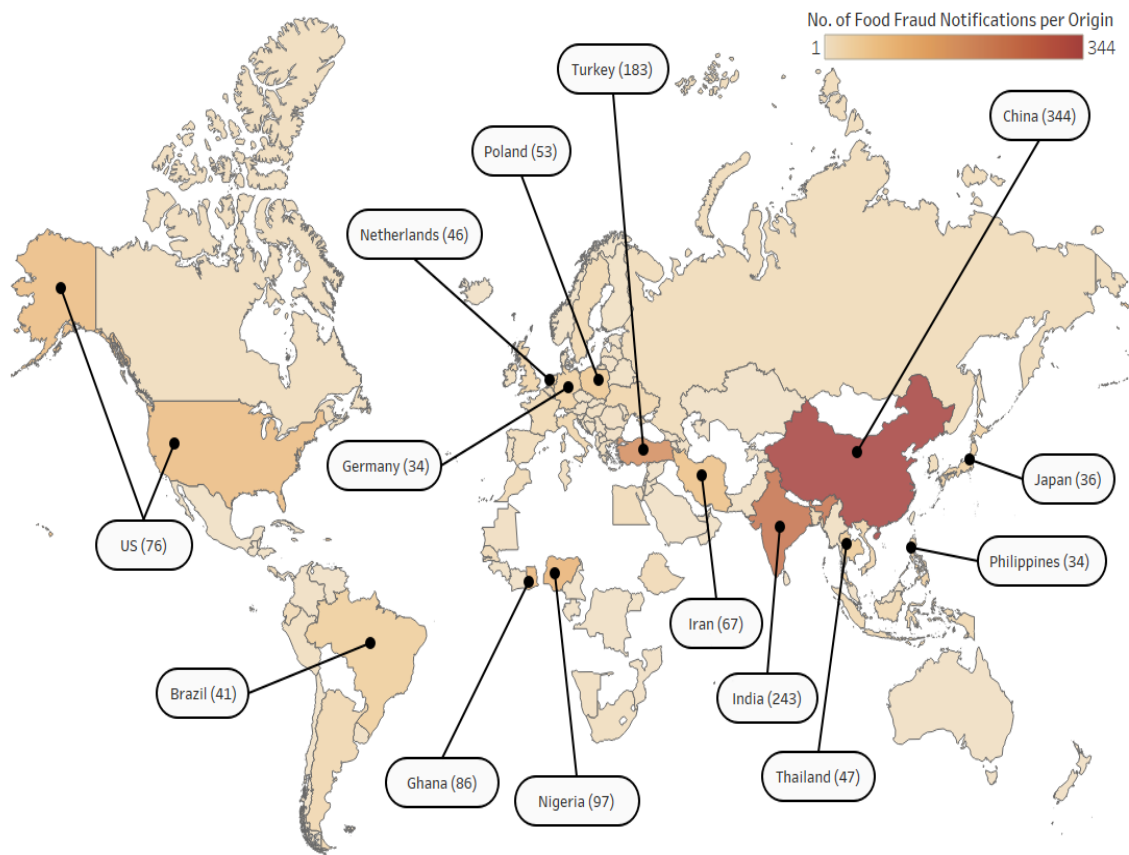 No. of Food Fraud Notifications per Origin
1 344
Turkey (183)
China (344)
Poland (53)
Netherlands (46)
Germany (34)
Japan (36)
US (76)
Philippines (34)
Iran (67)
Brazil (41)
India (243)
Thailand (47)
Ghana (86)
Nigeria (97)